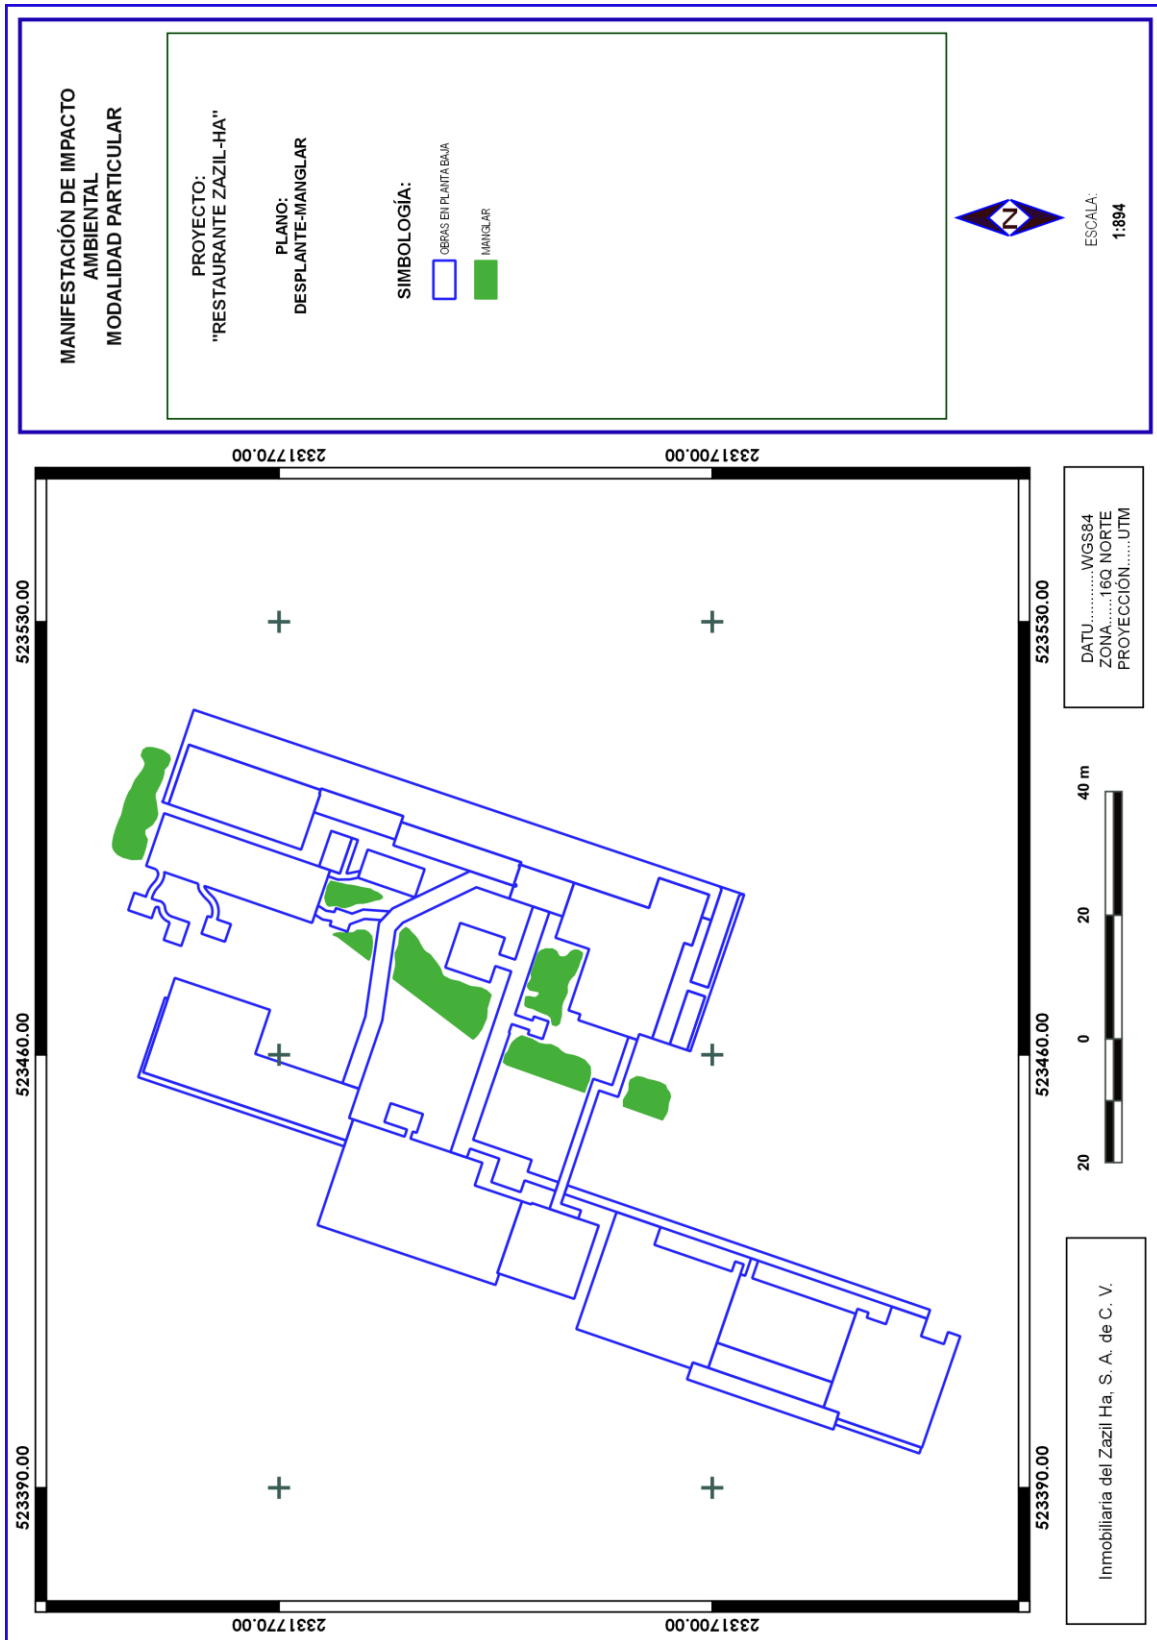 MANIFESTACIÓN DE IMPACTO
AMBIENTAL
MODALIDAD PARTICULAR
PROYECTO:
"RESTAURANTE ZAZIL-HA"
PLANO:
DESPLANTE-MANGLAR
SIMBOLOGÍA:
OBRAS EN PLANTA BAJA
MANGLAR
N
ESCALA:
1:894
2331770.00
2331700.00
523530.00
523460.00
523390.00
523530.00
523460.00
523390.00
2331770.00
2331700.00
DATU............WGS84
ZONA......16Q NORTE
PROYECCIÓN......UTM
20 0 20 40 m
Inmobiliaria del Zazil Ha, S. A. de C. V.